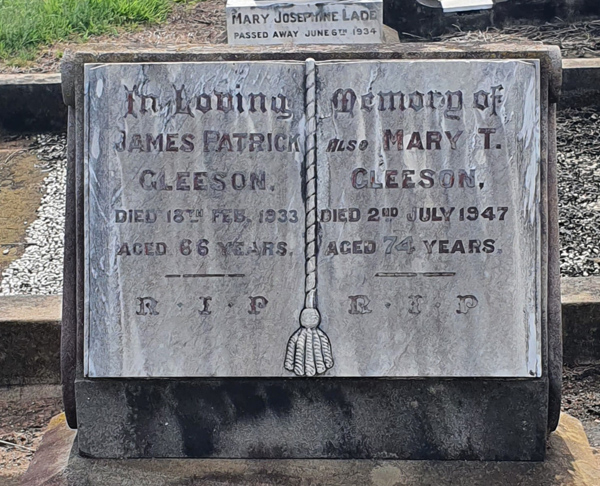 Mary Josephine Lade
Passed away June 6th 1934
In Loving Memory of
James Patrick
Gleeson,
Died 18th Feb. 1933
Aged 66 years.
R · I · P
Also Mary T.
Gleeson,
Died 2nd July 1947
Aged 74 years.
R · I · P